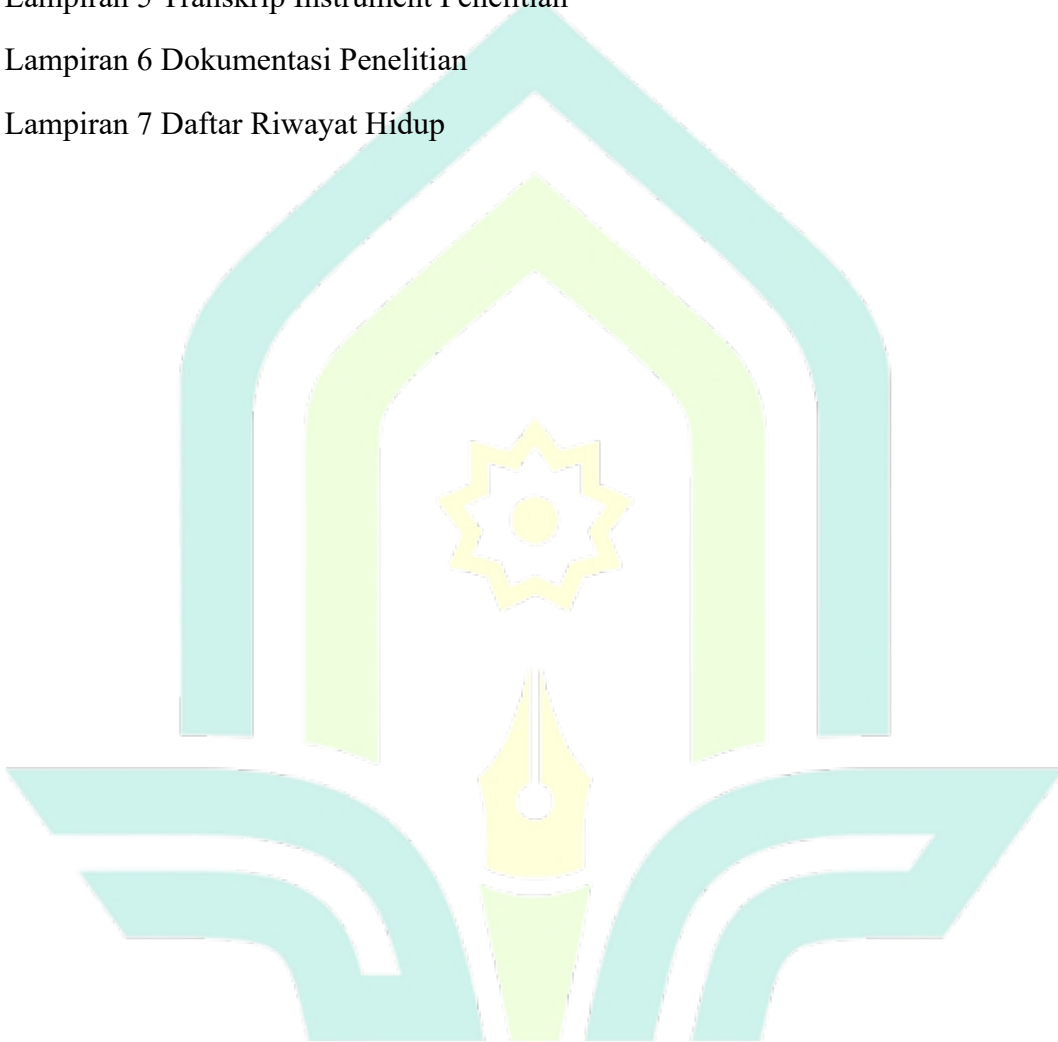 Lampiran 5 Transkrip Instrument Penelitian
Lampiran 6 Dokumentasi Penelitian
Lampiran 7 Daftar Riwayat Hidup